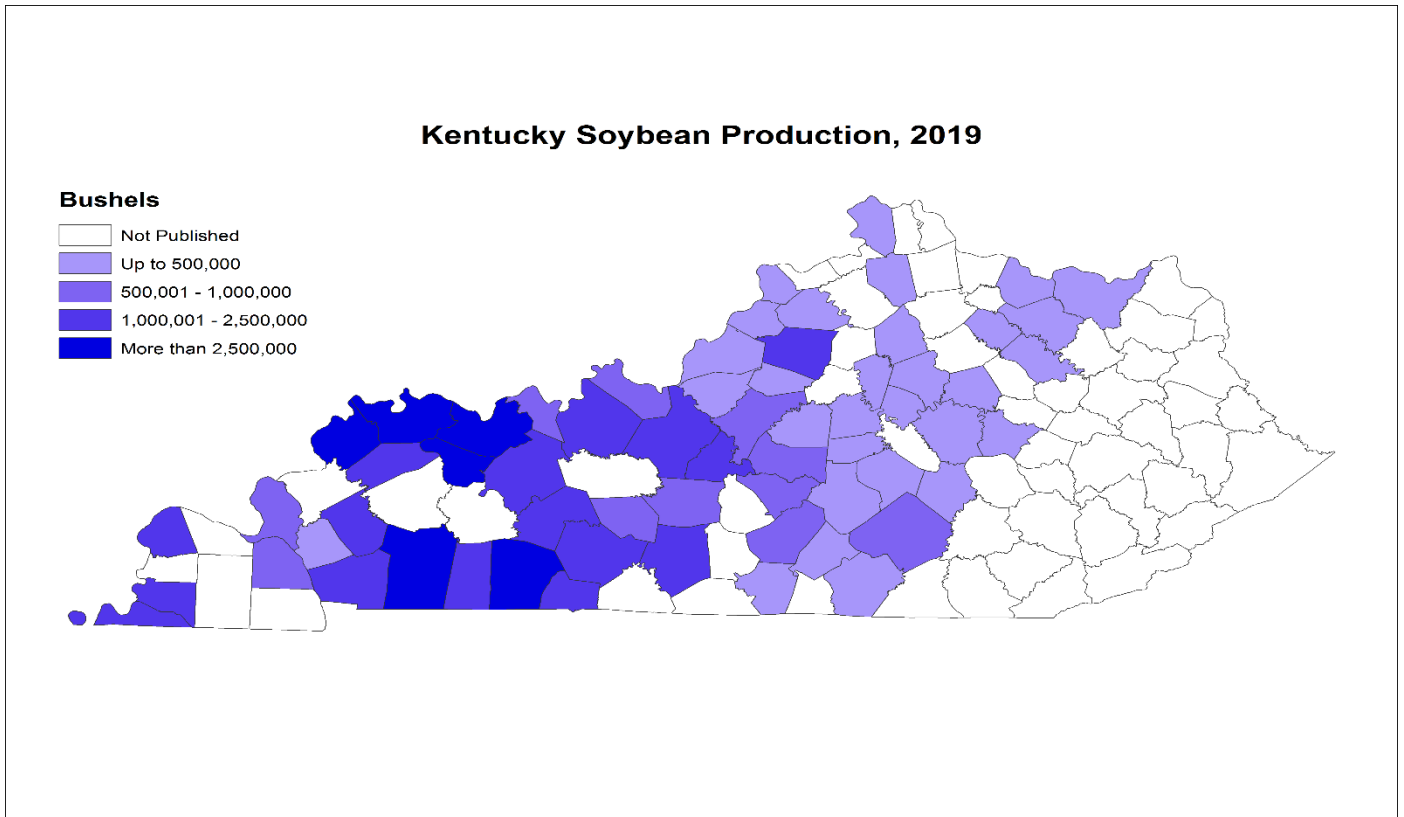 Kentucky Soybean Production, 2019
Bushels
Not Published
Up to 500,000
500,001 - 1,000,000
1,000,001 - 2,500,000
More than 2,500,000